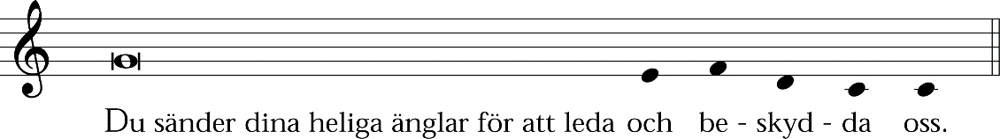 Du sänder dina heliga änglar för att leda och be - skyd - da oss.